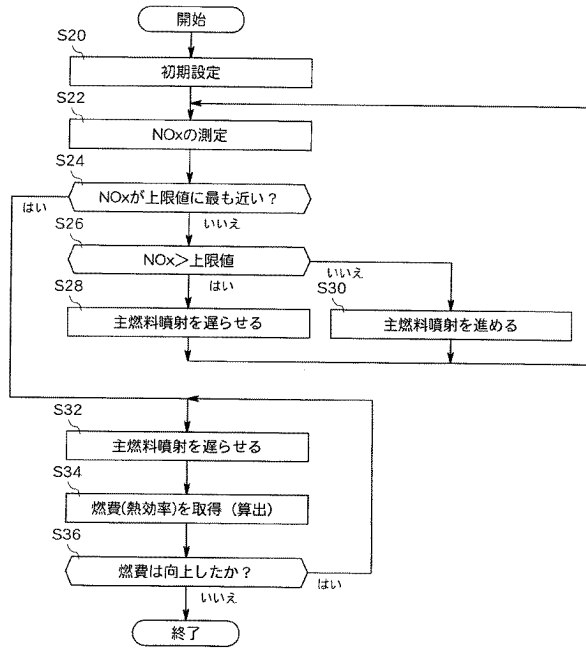 開始
S20
初期設定
S22
NOxの測定
S24
NOxが上限値に最も近い？
はい
いいえ
S26
NOx＞上限値
いいえ
はい
S28
主燃料噴射を遅らせる
S30
主燃料噴射を進める
S32
主燃料噴射を遅らせる
S34
燃費(熱効率)を取得（算出）
S36
燃費は向上したか？
はい
いいえ
終了